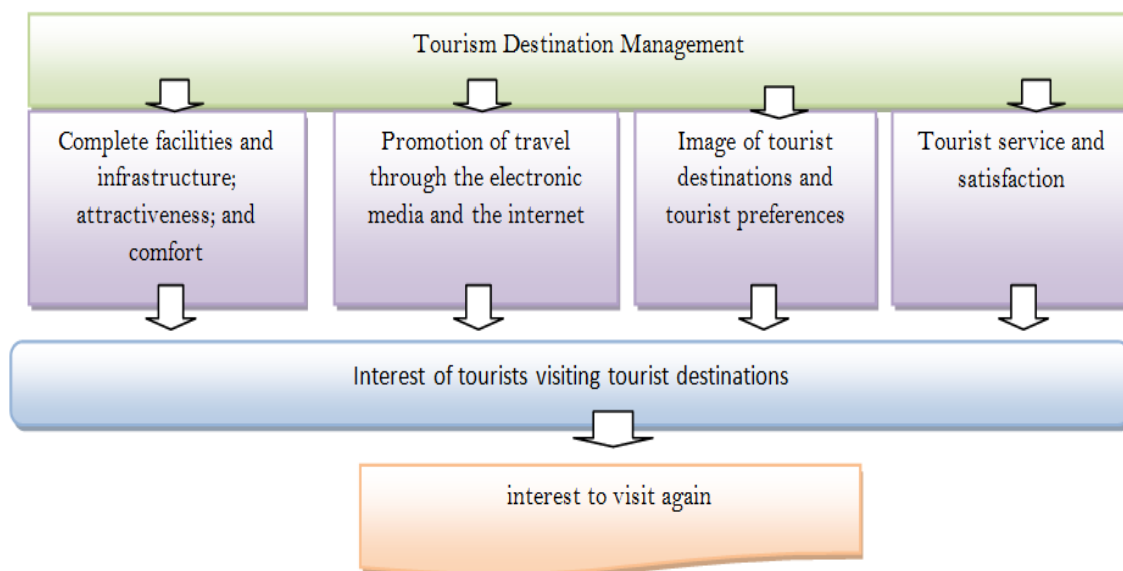 Tourism Destination Management
Complete facilities and
infrastructure;
attractiveness; and
comfort
Promotion of travel
through the electronic
media and the internet
Image of tourist
destinations and
tourist preferences
Tourist service and
satisfaction
Interest of tourists visiting tourist destinations
interest to visit again